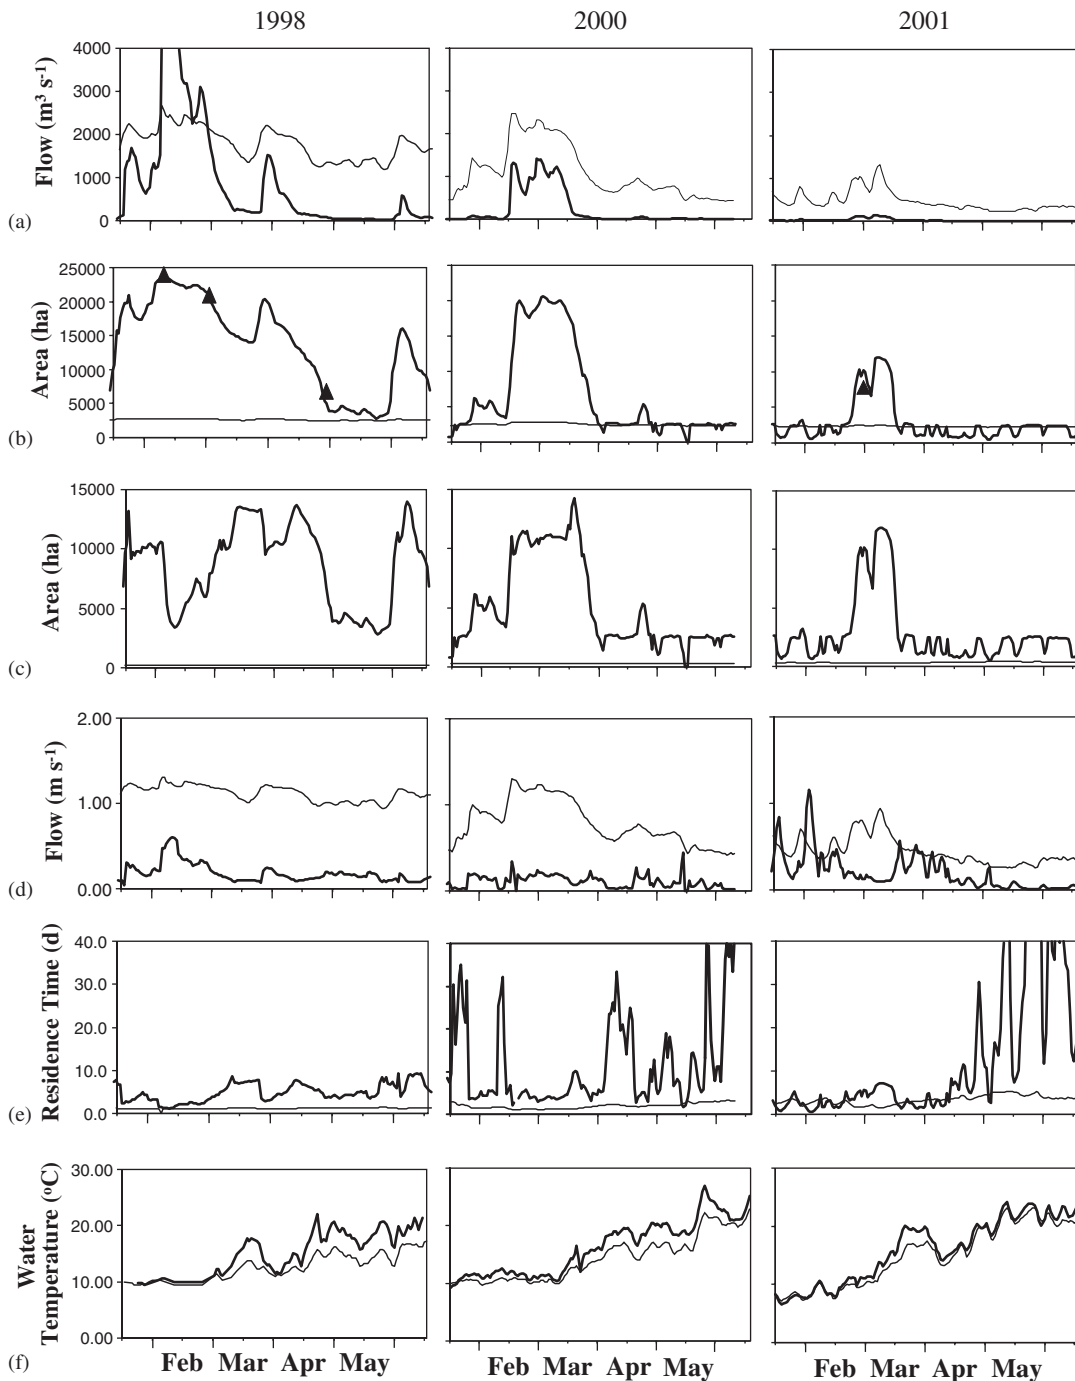 1998 2000 2001
Flow (m³ s⁻¹)
4000
3000
2000
1000
0
(a)
Area (ha)
25000
20000
15000
10000
5000
0
(b)
Area (ha)
15000
10000
5000
0
(c)
Flow (m s⁻¹)
2.00
1.00
0.00
(d)
Residence Time (d)
40.0
30.0
20.0
10.0
0.0
(e)
Water
Temperature (°C)
30.00
20.00
10.00
0.00
(f)
Feb Mar Apr May Feb Mar Apr May Feb Mar Apr May